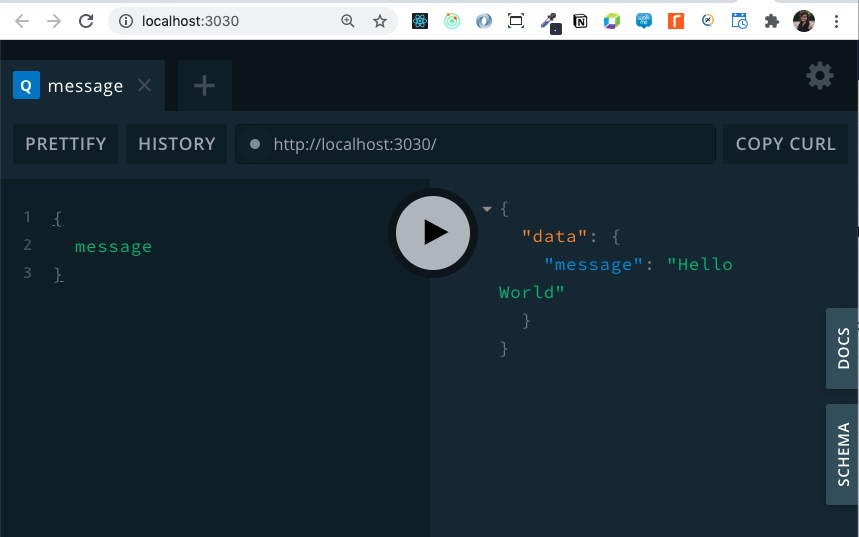 localhost:3030
Q message
PRETTIFY HISTORY http://localhost:3030/ COPY CURL
1 {
2 message
3 }
{
"data": {
"message": "Hello
World"
}
}
DOCS
SCHEMA